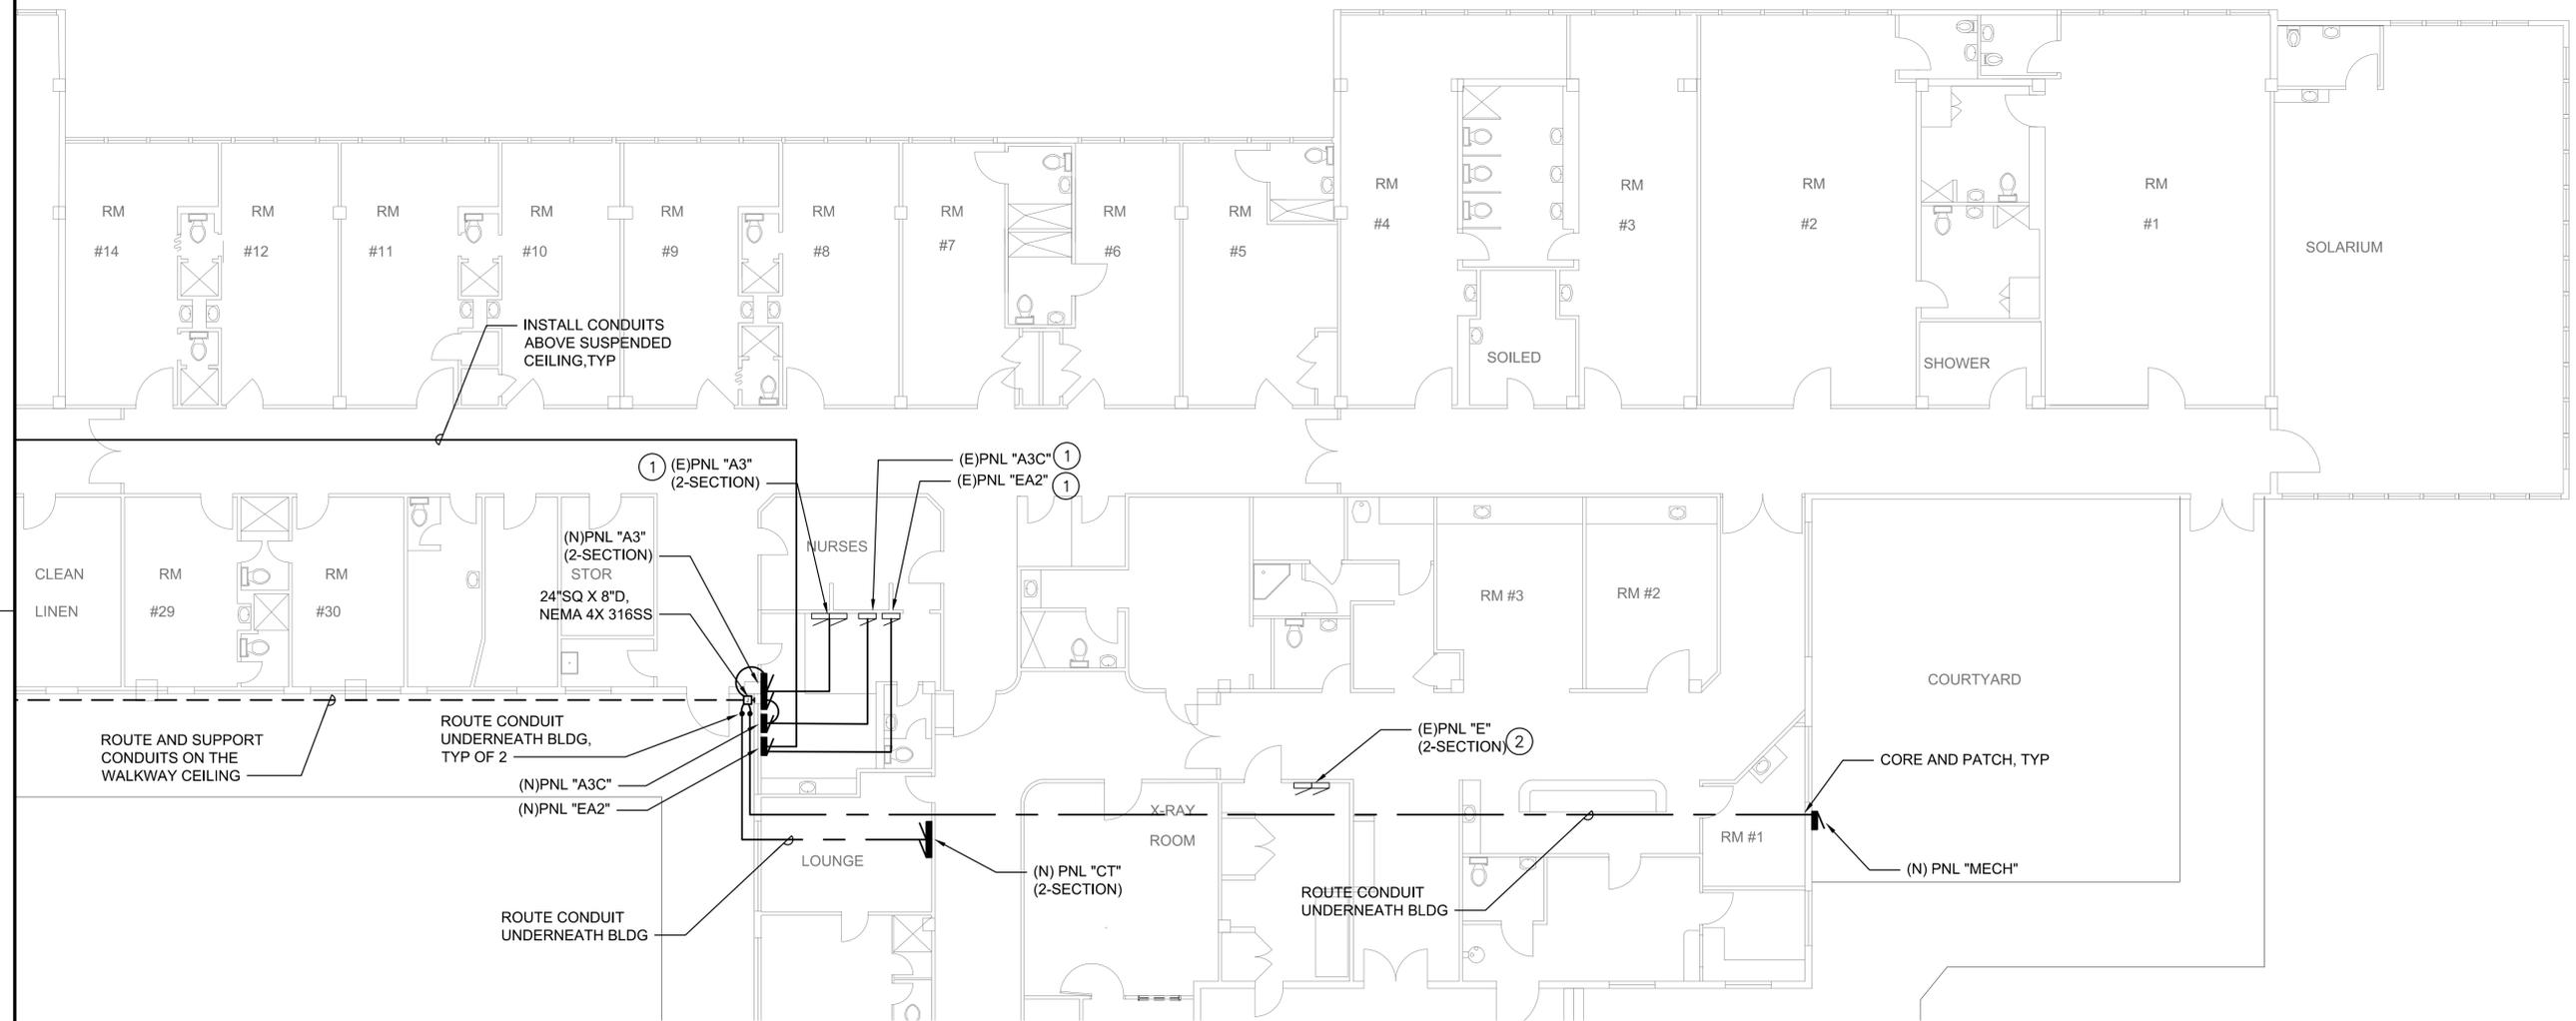 RM
#14
RM
#12
RM
#11
RM
#10
RM
#9
RM
#8
RM
#7
RM
#6
RM
#5
RM
#4
RM
#3
RM
#2
RM
#1
SOLARIUM
SOILED
SHOWER
INSTALL CONDUITS
ABOVE SUSPENDED
CEILING,TYP
1
(E)PNL "A3"
(2-SECTION)
(E)PNL "A3C"
1
(E)PNL "EA2"
1
(N)PNL "A3"
(2-SECTION)
24"SQ X 8"D,
NEMA 4X 316SS
NURSES
STOR
CLEAN
LINEN
RM
#29
RM
#30
RM #3
RM #2
COURTYARD
ROUTE AND SUPPORT
CONDUITS ON THE
WALKWAY CEILING
ROUTE CONDUIT
UNDERNEATH BLDG,
TYP OF 2
(N)PNL "A3C"
(N)PNL "EA2"
(E)PNL "E"
(2-SECTION)
2
CORE AND PATCH, TYP
X-RAY
ROOM
RM #1
LOUNGE
(N) PNL "CT"
(2-SECTION)
(N) PNL "MECH"
ROUTE CONDUIT
UNDERNEATH BLDG
ROUTE CONDUIT
UNDERNEATH BLDG